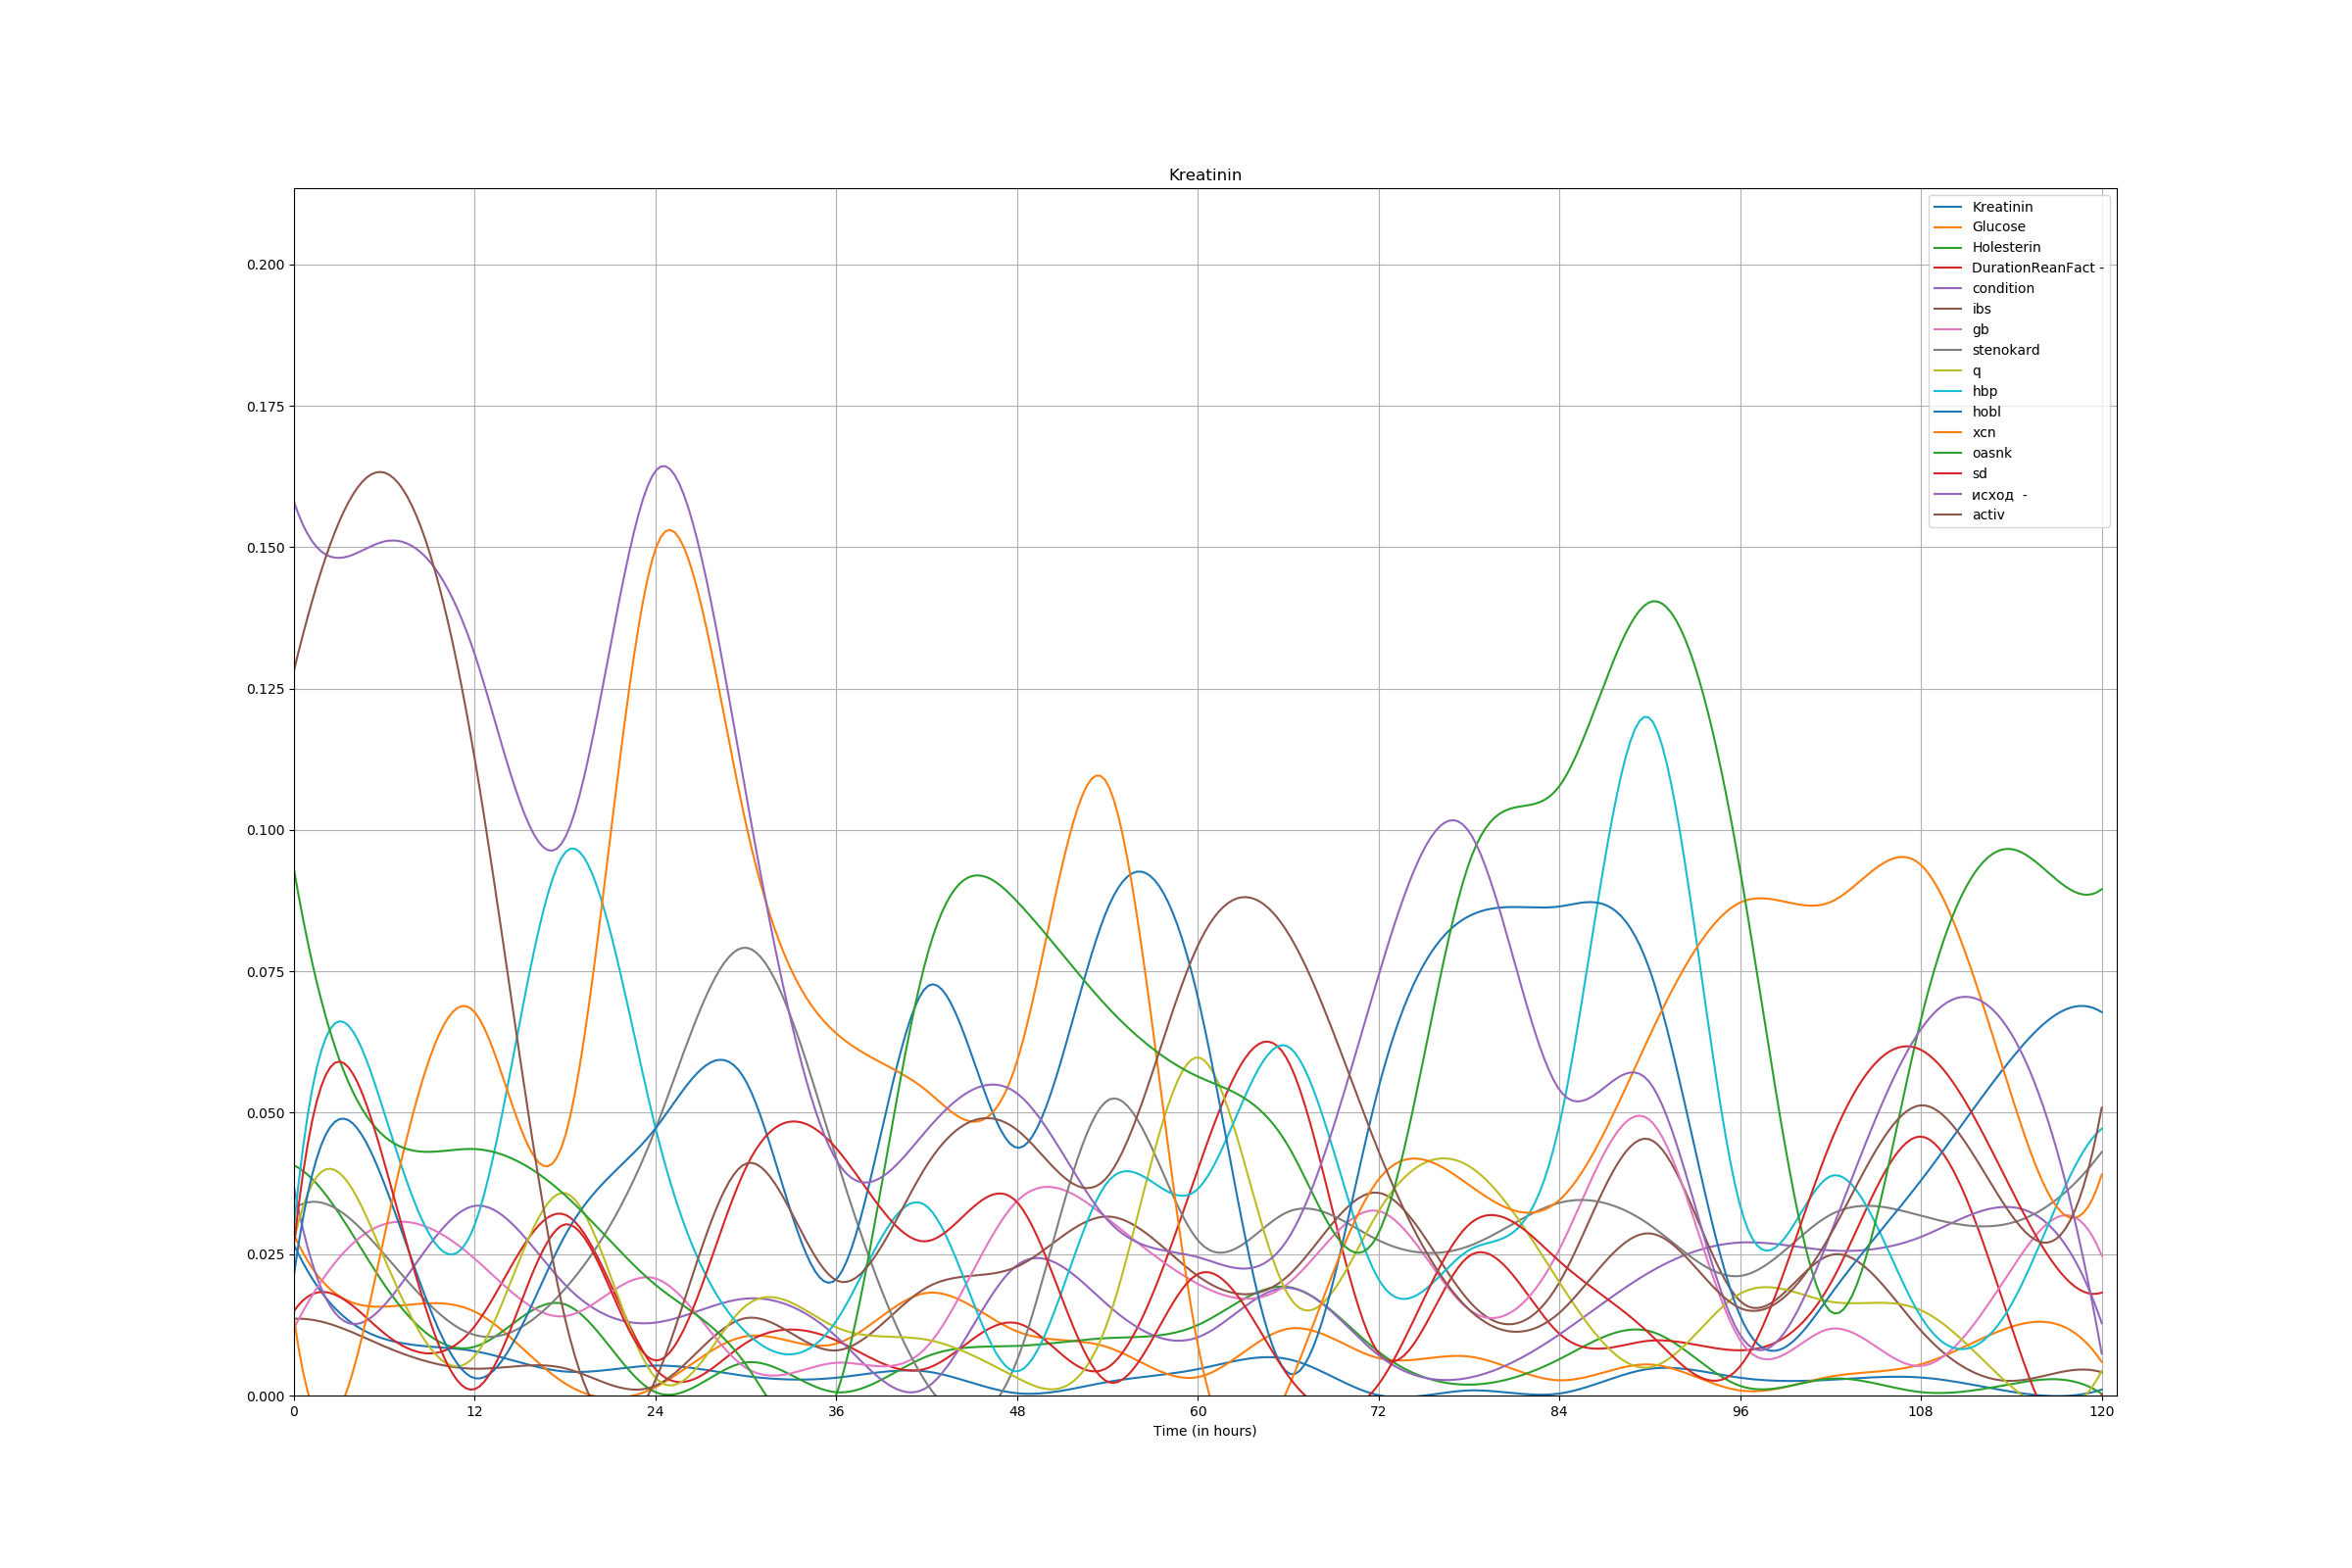 Kreatinin
0.200
0.175
0.150
0.125
0.100
0.075
0.050
0.025
0.000
0 12 24 36 48 60 72 84 96 108 120
Time (in hours)
Kreatinin
Glucose
Holesterin
DurationReanFact -
condition
ibs
gb
stenokard
q
hbp
hobl
xcn
oasnk
sd
исход -
activ